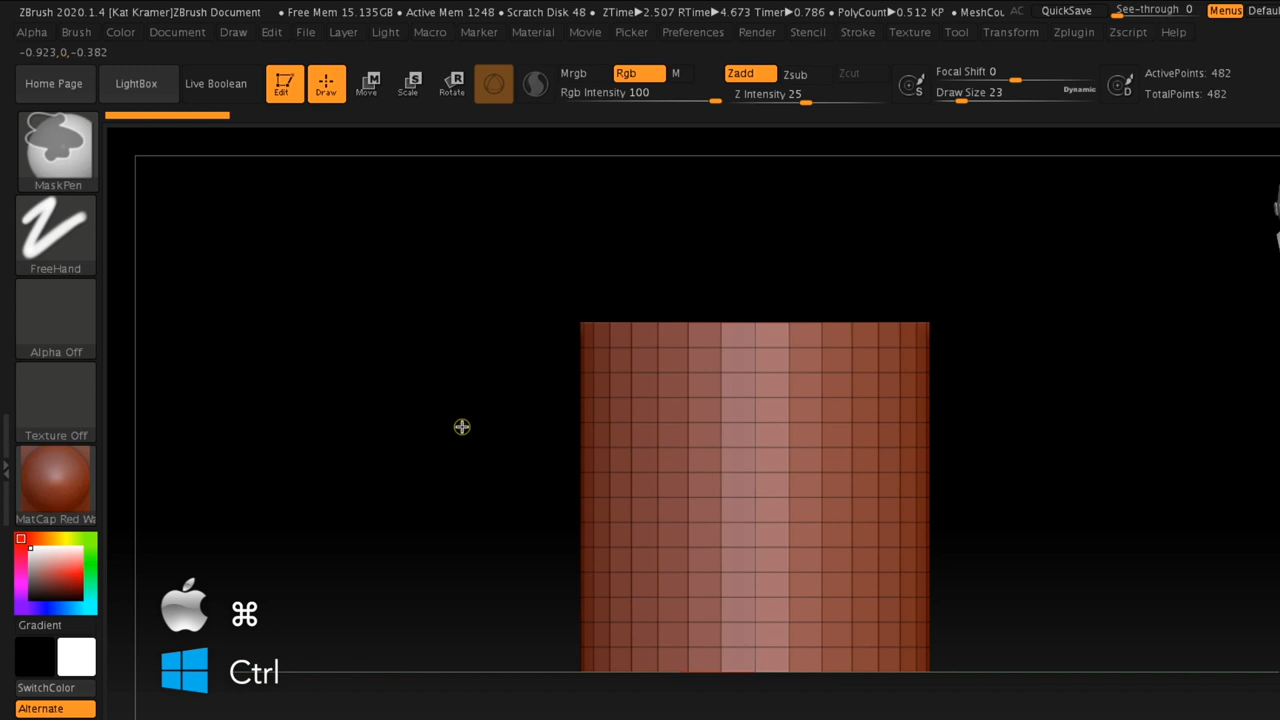 ZBrush 2020.1.4 [Kat Kramer]ZBrush Document • Free Mem 15.135GB • Active Mem 1248 • Scratch Disk 48 • ZTime▶2.507 RTime▶4.673 Timer▶0.786 • PolyCount▶0.512 KP • MeshCou AC QuickSave See-through 0 Menus Defau
Alpha Brush Color Document Draw Edit File Layer Light Macro Marker Material Movie Picker Preferences Render Stencil Stroke Texture Tool Transform Zplugin Zscript Help
-0.923,0,-0.382
Home Page LightBox Live Boolean Edit Draw Move Scale Rotate Mrgb Rgb M Zadd Zsub Zcut Focal Shift 0 ActivePoints: 482
M S R
Rgb Intensity 100 Z Intensity 25 S Draw Size 23 Dynamic D TotalPoints: 482
MaskPen
FreeHand
Alpha Off
Texture Off
MatCap Red Wa
Gradient
SwitchColor
Alternate
⌘
Ctrl